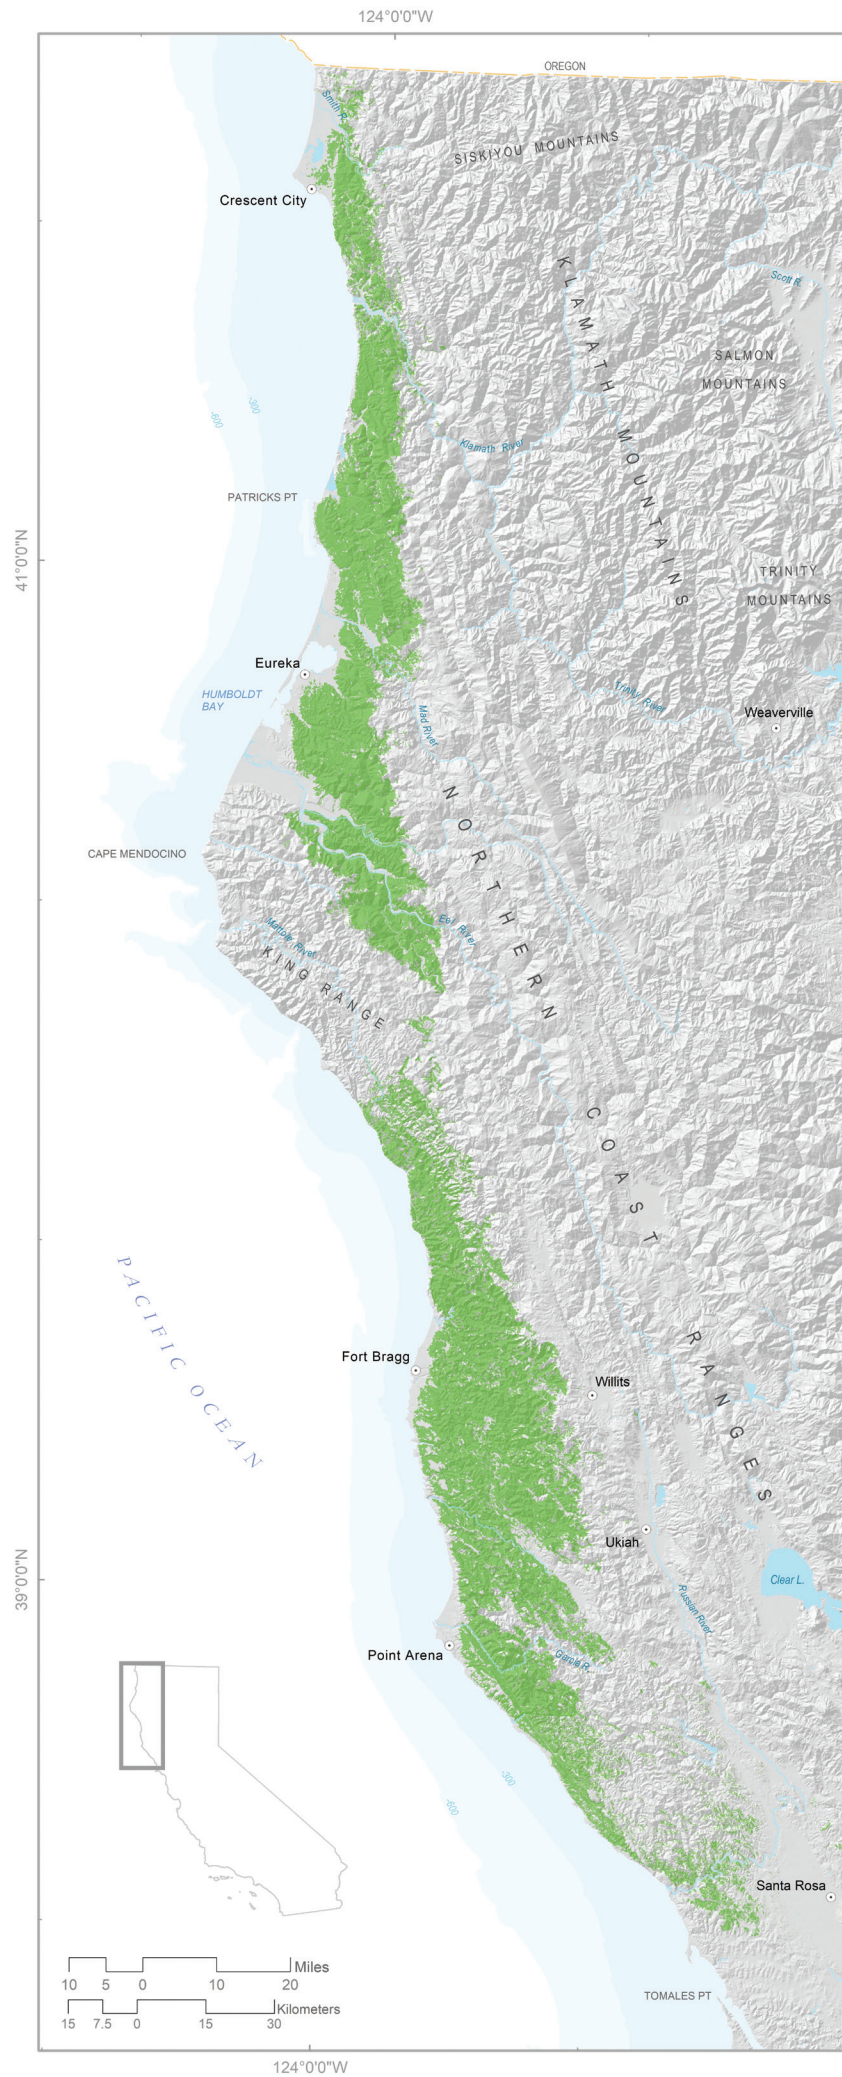 124°0'0"W
OREGON
Smith R.
SISKIYOU MOUNTAINS
Crescent City
KLAMATH MOUNTAINS
Scott R.
SALMON
MOUNTAINS
-600
-300
Klamath River
PATRICKS PT
41°0'0"N
TRINITY
MOUNTAINS
Eureka
HUMBOLDT
BAY
Trinity River
Mad River
Weaverville
NORTHERN COAST RANGES
CAPE MENDOCINO
Eel River
Mattole River
KING RANGE
PACIFIC OCEAN
Fort Bragg
Willits
Ukiah
39°0'0"N
Clear L.
Russian River
Point Arena
Garcia R.
-300
-600
Santa Rosa
Miles
10 5 0 10 20
Kilometers
15 7.5 0 15 30
TOMALES PT
124°0'0"W